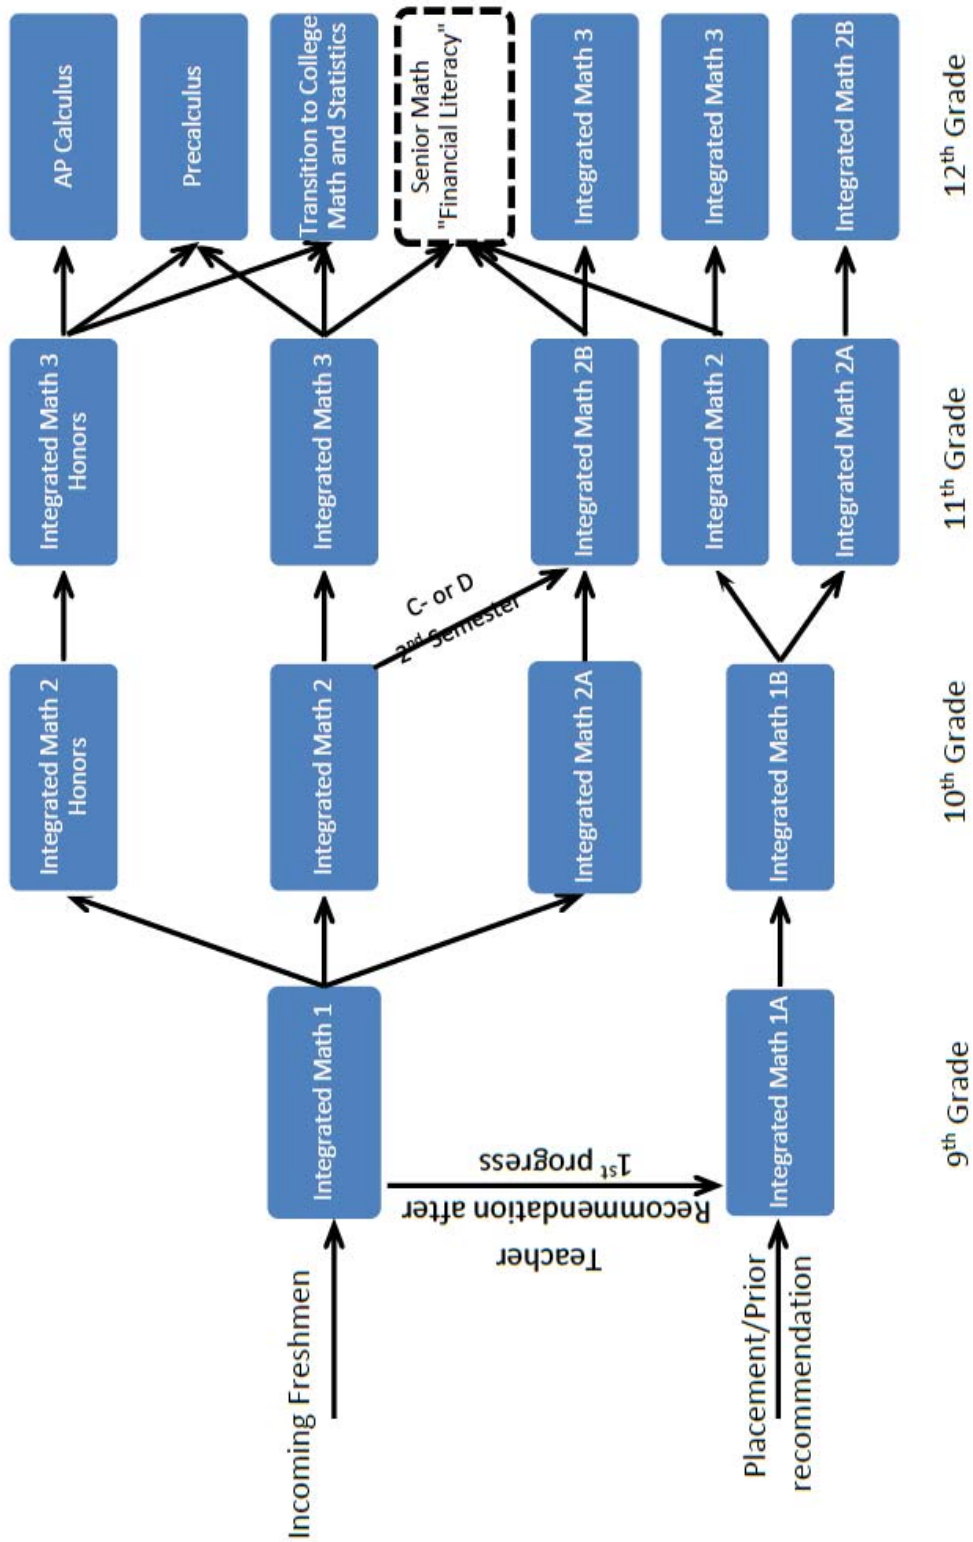 Incoming Freshmen
Placement/Prior
recommendation
Integrated Math 1
Teacher
Recommendation after
1st progress
Integrated Math 1A
9th Grade
Integrated Math 2
Honors
Integrated Math 2
C- or D
2nd Semester
Integrated Math 2A
Integrated Math 1B
10th Grade
Integrated Math 3
Honors
Integrated Math 3
Integrated Math 2B
Integrated Math 2
Integrated Math 2A
11th Grade
AP Calculus
Precalculus
Transition to College
Math and Statistics
Senior Math
"Financial Literacy"
Integrated Math 3
Integrated Math 3
Integrated Math 2B
12th Grade